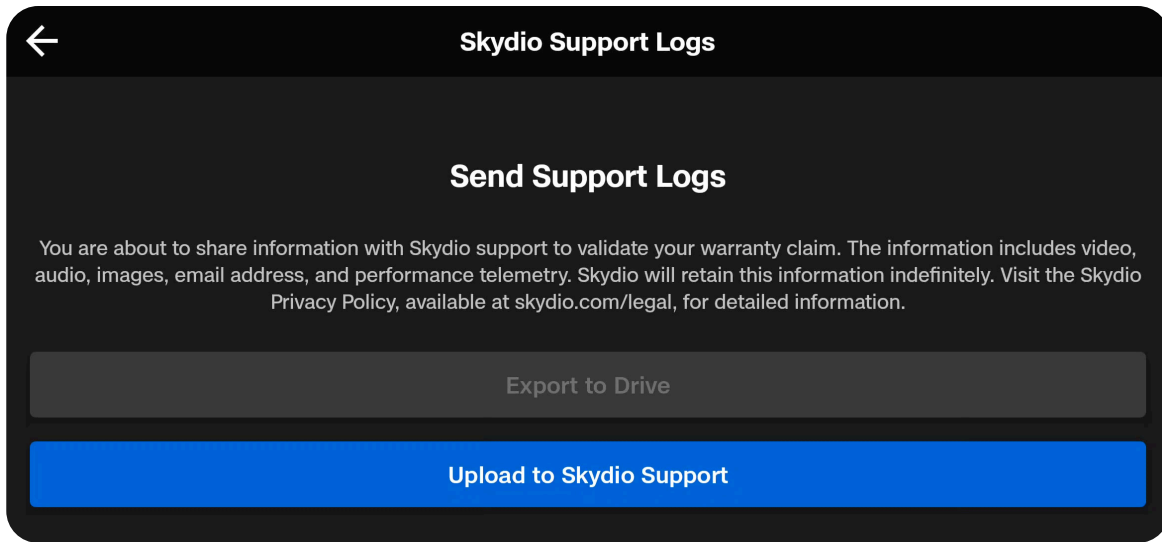 Skydio Support Logs
Send Support Logs
You are about to share information with Skydio support to validate your warranty claim. The information includes video,
audio, images, email address, and performance telemetry. Skydio will retain this information indefinitely. Visit the Skydio
Privacy Policy, available at skydio.com/legal, for detailed information.
Export to Drive
Upload to Skydio Support